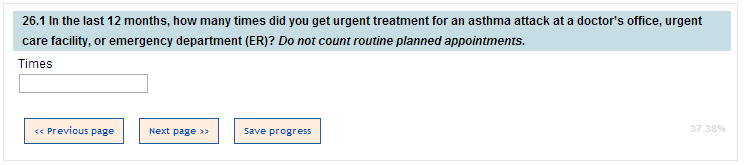 26.1 In the last 12 months, how many times did you get urgent treatment for an asthma attack at a doctor's office, urgent
care facility, or emergency department (ER)? Do not count routine planned appointments.
Times
<< Previous page
Next page >>
Save progress
37.38%